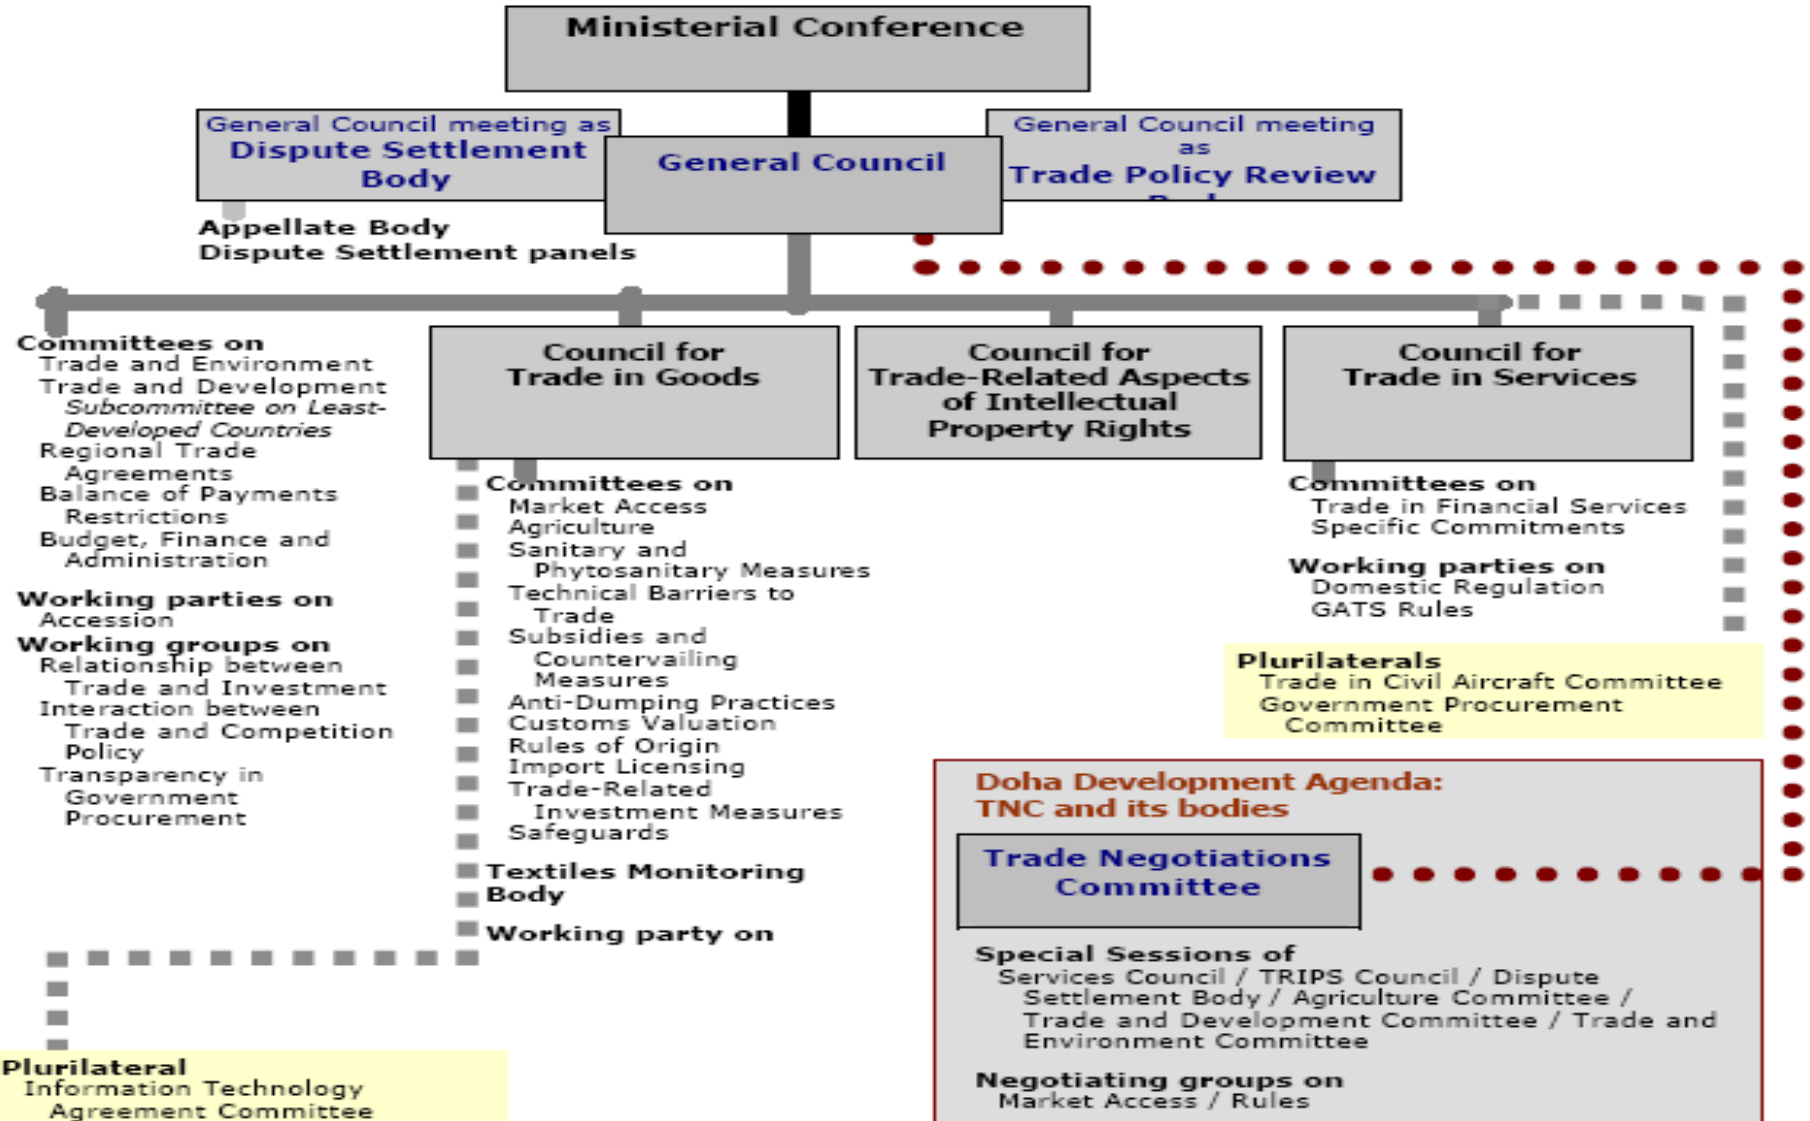 Ministerial Conference
General Council meeting as
Dispute Settlement
Body
General Council
General Council meeting
as
Trade Policy Review
Appellate Body
Dispute Settlement panels
Committees on
Trade and Environment
Trade and Development
Subcommittee on Least-
Developed Countries
Regional Trade
Agreements
Balance of Payments
Restrictions
Budget, Finance and
Administration
Working parties on
Accession
Working groups on
Relationship between
Trade and Investment
Interaction between
Trade and Competition
Policy
Transparency in
Government
Procurement
Plurilateral
Information Technology
Agreement Committee
Council for
Trade in Goods
Committees on
Market Access
Agriculture
Sanitary and
Phytosanitary Measures
Technical Barriers to
Trade
Subsidies and
Countervailing
Measures
Anti-Dumping Practices
Customs Valuation
Rules of Origin
Import Licensing
Trade-Related
Investment Measures
Safeguards
Textiles Monitoring
Body
Working party on
Council for
Trade-Related Aspects
of Intellectual
Property Rights
Council for
Trade in Services
Committees on
Trade in Financial Services
Specific Commitments
Working parties on
Domestic Regulation
GATS Rules
Plurilaterals
Trade in Civil Aircraft Committee
Government Procurement
Committee
Doha Development Agenda:
TNC and its bodies
Trade Negotiations
Committee
Special Sessions of
Services Council / TRIPS Council / Dispute
Settlement Body / Agriculture Committee /
Trade and Development Committee / Trade and
Environment Committee
Negotiating groups on
Market Access / Rules